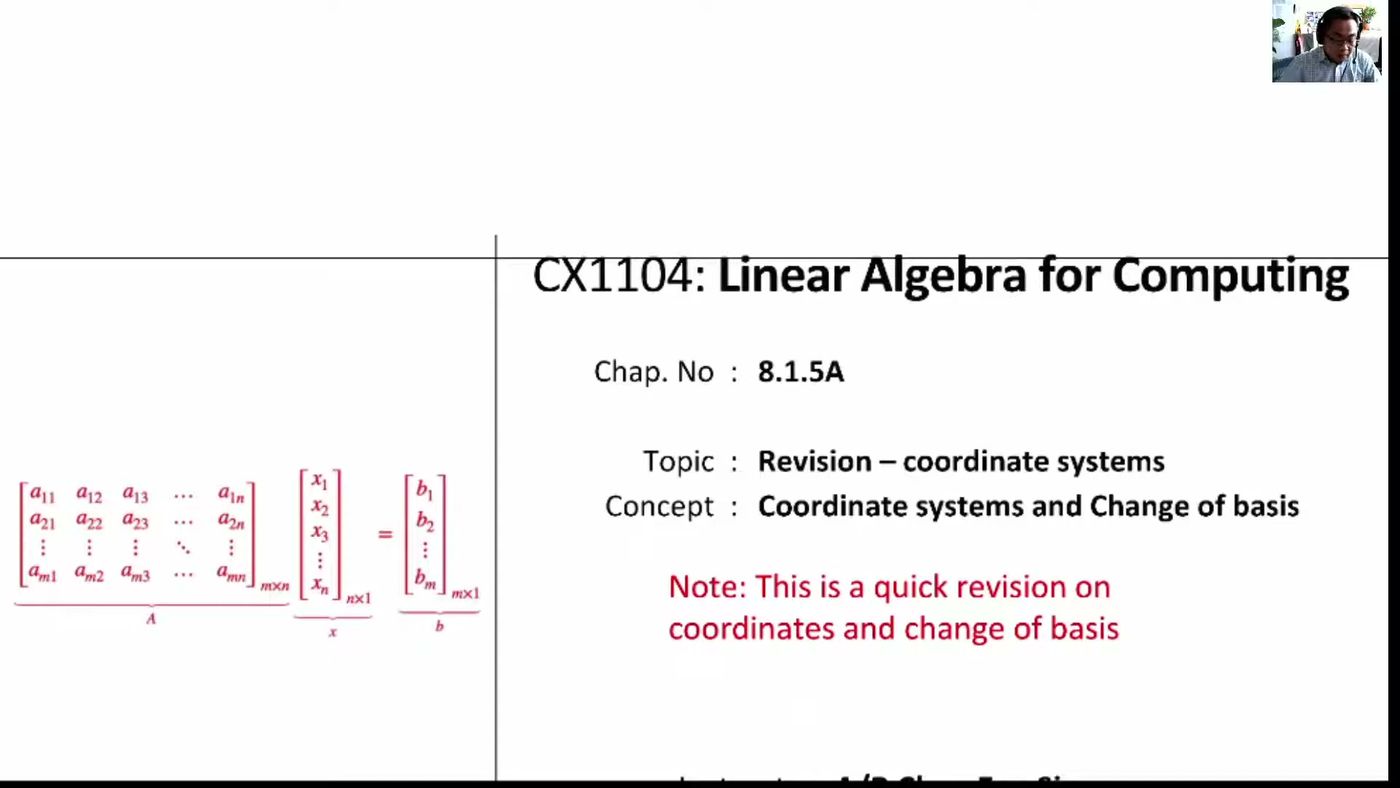 CX1104: Linear Algebra for Computing
Chap. No : 8.1.5A
Topic : Revision – coordinate systems
Concept : Coordinate systems and Change of basis
Note: This is a quick revision on
coordinates and change of basis
a11 a12 a13 … a1n x1 b1
a21 a22 a23 … a2n x2 b2
⋮ ⋮ ⋮ ⋱ ⋮ x3 = ⋮
am1 am2 am3 … amn m×n ⋮ bm m×1
xn n×1
A x b